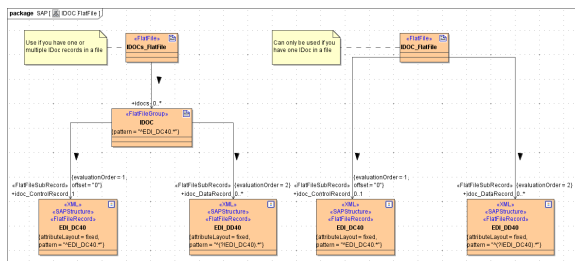 package SAP[ IDOC FlatFile ]
Use if you have one or
multiple IDoc records in a file
«FlatFile»
IDOCs_FlatFile
Can only be used if you
have one IDoc in a file
«FlatFile»
IDOC_FlatFile
+idocs 0..*
«FlatFileGroup»
IDOC
{pattern = "^EDI_DC40.*"}
{evaluationOrder = 1,
offset = "0"}
«FlatFileSubRecord»
+idoc_ControlRecord 1
«FlatFileSubRecord» {evaluationOrder = 2}
+idoc_DataRecord 0..*
{evaluationOrder = 1,
offset = "0"}
«FlatFileSubRecord»
+idoc_ControlRecord 0..1
«FlatFileSubRecord» {evaluationOrder = 2}
+idoc_DataRecord 0..*
«XML»
«SAPStructure»
«FlatFileRecord»
EDI_DC40
{attributeLayout = fixed,
pattern = "^EDI_DC40.*"}
«XML»
«SAPStructure»
«FlatFileRecord»
EDI_DD40
{attributeLayout = fixed,
pattern = "^(?!EDI_DC40).*"}
«XML»
«SAPStructure»
«FlatFileRecord»
EDI_DC40
{attributeLayout = fixed,
pattern = "^EDI_DC40.*"}
«XML»
«SAPStructure»
«FlatFileRecord»
EDI_DD40
{attributeLayout = fixed,
pattern = "^(?!EDI_DC40).*"}